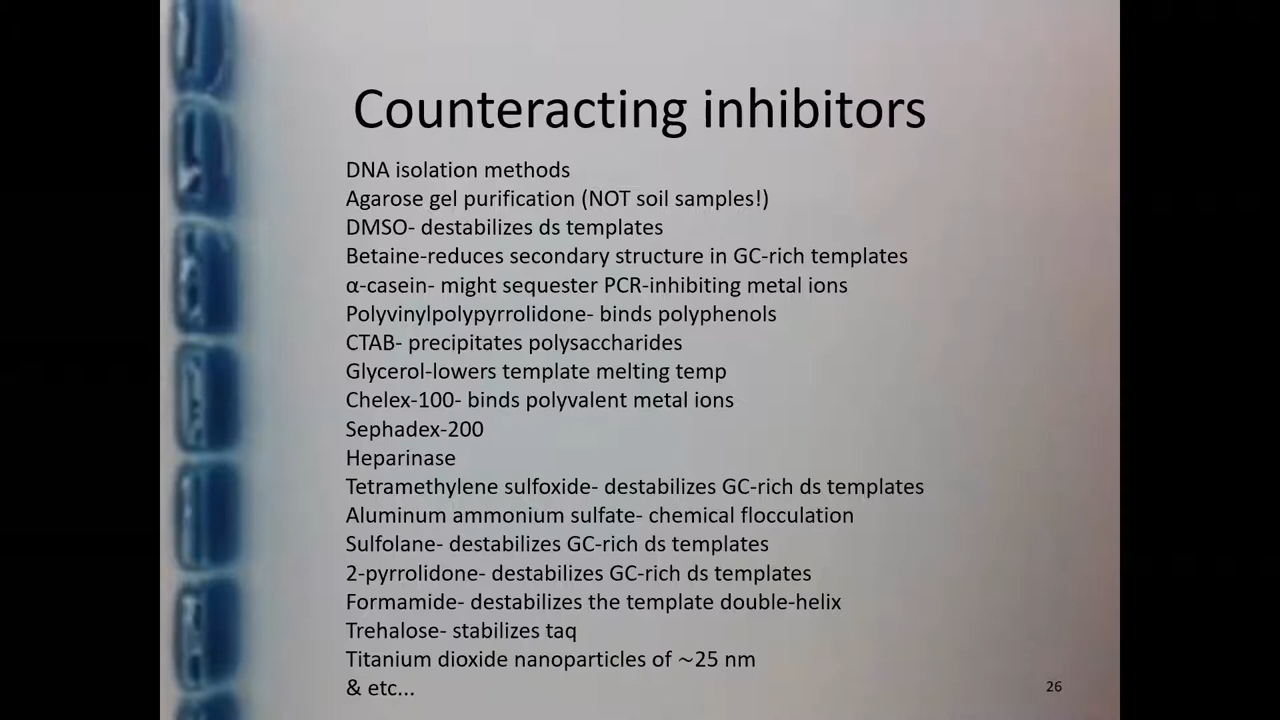 Counteracting inhibitors
DNA isolation methods
Agarose gel purification (NOT soil samples!)
DMSO- destabilizes ds templates
Betaine-reduces secondary structure in GC-rich templates
α-casein- might sequester PCR-inhibiting metal ions
Polyvinylpolypyrrolidone- binds polyphenols
CTAB- precipitates polysaccharides
Glycerol-lowers template melting temp
Chelex-100- binds polyvalent metal ions
Sephadex-200
Heparinase
Tetramethylene sulfoxide- destabilizes GC-rich ds templates
Aluminum ammonium sulfate- chemical flocculation
Sulfolane- destabilizes GC-rich ds templates
2-pyrrolidone- destabilizes GC-rich ds templates
Formamide- destabilizes the template double-helix
Trehalose- stabilizes taq
Titanium dioxide nanoparticles of ~25 nm
& etc...
26